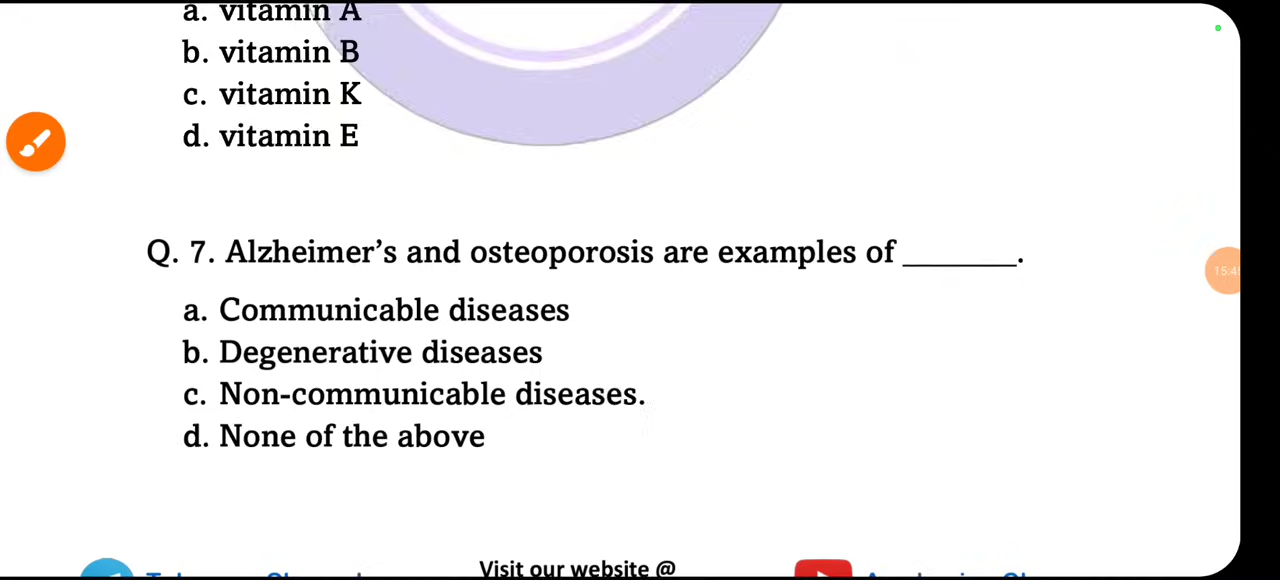 a. vitamin A
b. vitamin B
c. vitamin K
d. vitamin E
Q. 7. Alzheimer’s and osteoporosis are examples of _______.
a. Communicable diseases
b. Degenerative diseases
c. Non-communicable diseases.
d. None of the above
Visit our website @